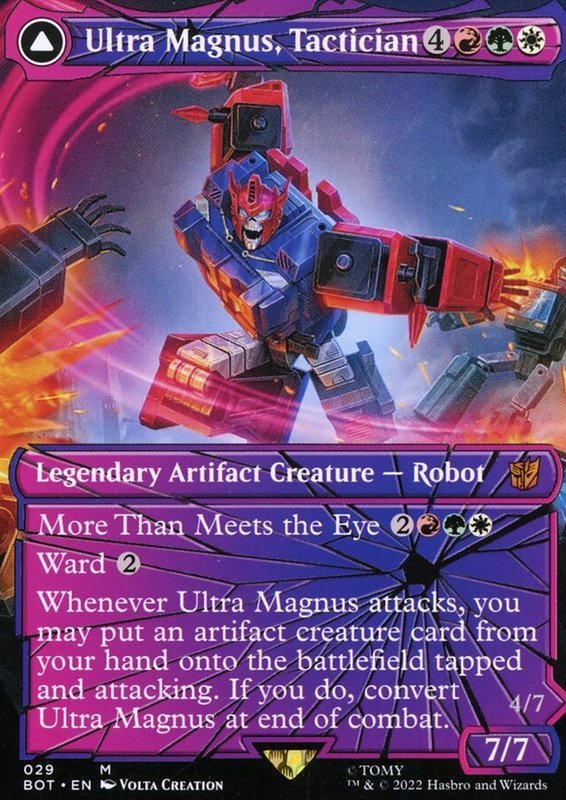 Ultra Magnus, Tactician 4
Legendary Artifact Creature — Robot
More Than Meets the Eye 2
Ward 2
Whenever Ultra Magnus attacks, you
may put an artifact creature card from
your hand onto the battlefield tapped
and attacking. If you do, convert
Ultra Magnus at end of combat.
4/7
7/7
029 M
BOT • EN VOLTA CREATION
© TOMY
™ & © 2022 Hasbro and Wizards